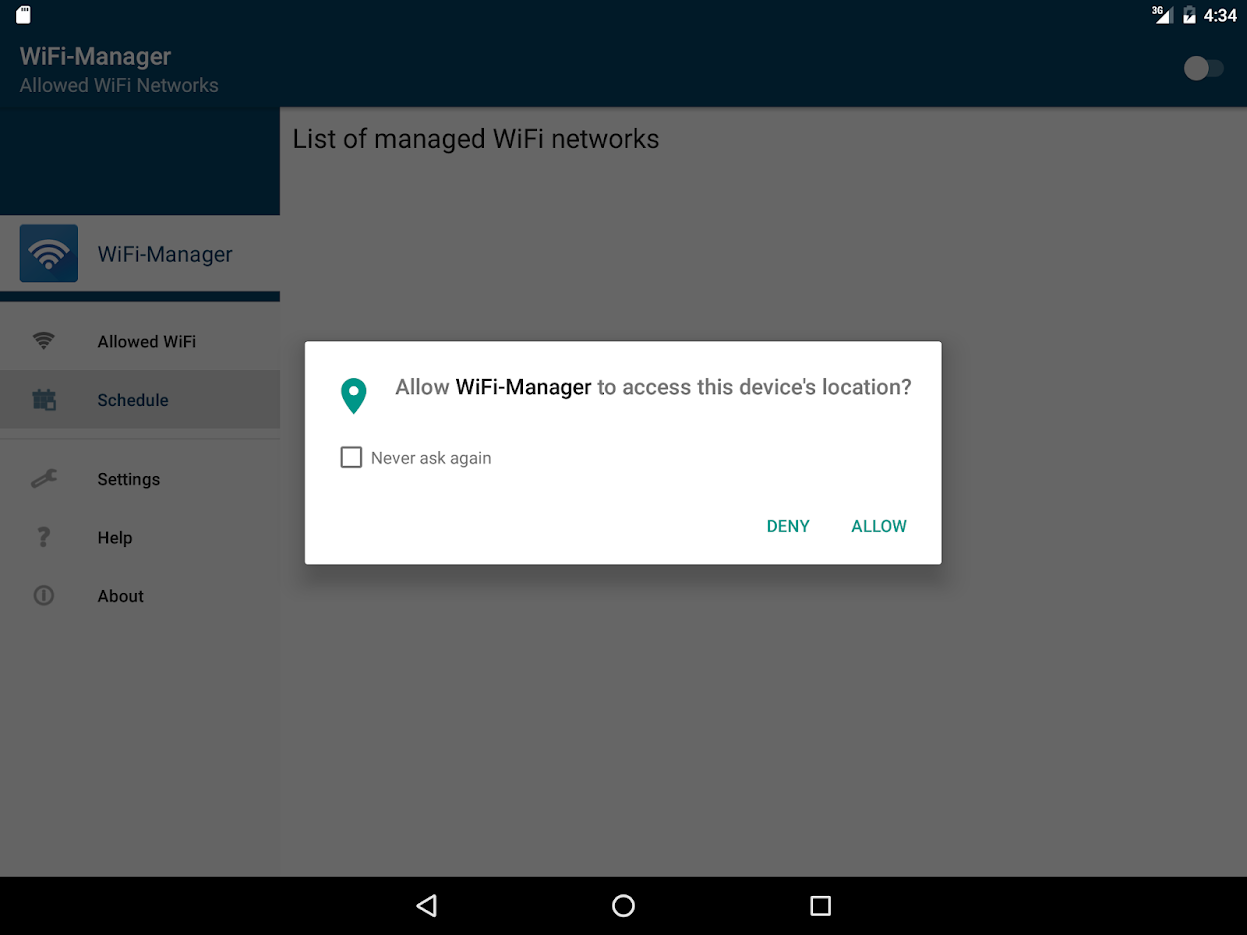 3G 4:34
WiFi-Manager
Allowed WiFi Networks
List of managed WiFi networks
WiFi-Manager
Allowed WiFi
Schedule
Settings
Help
About
Allow WiFi-Manager to access this device's location?
Never ask again
DENY ALLOW